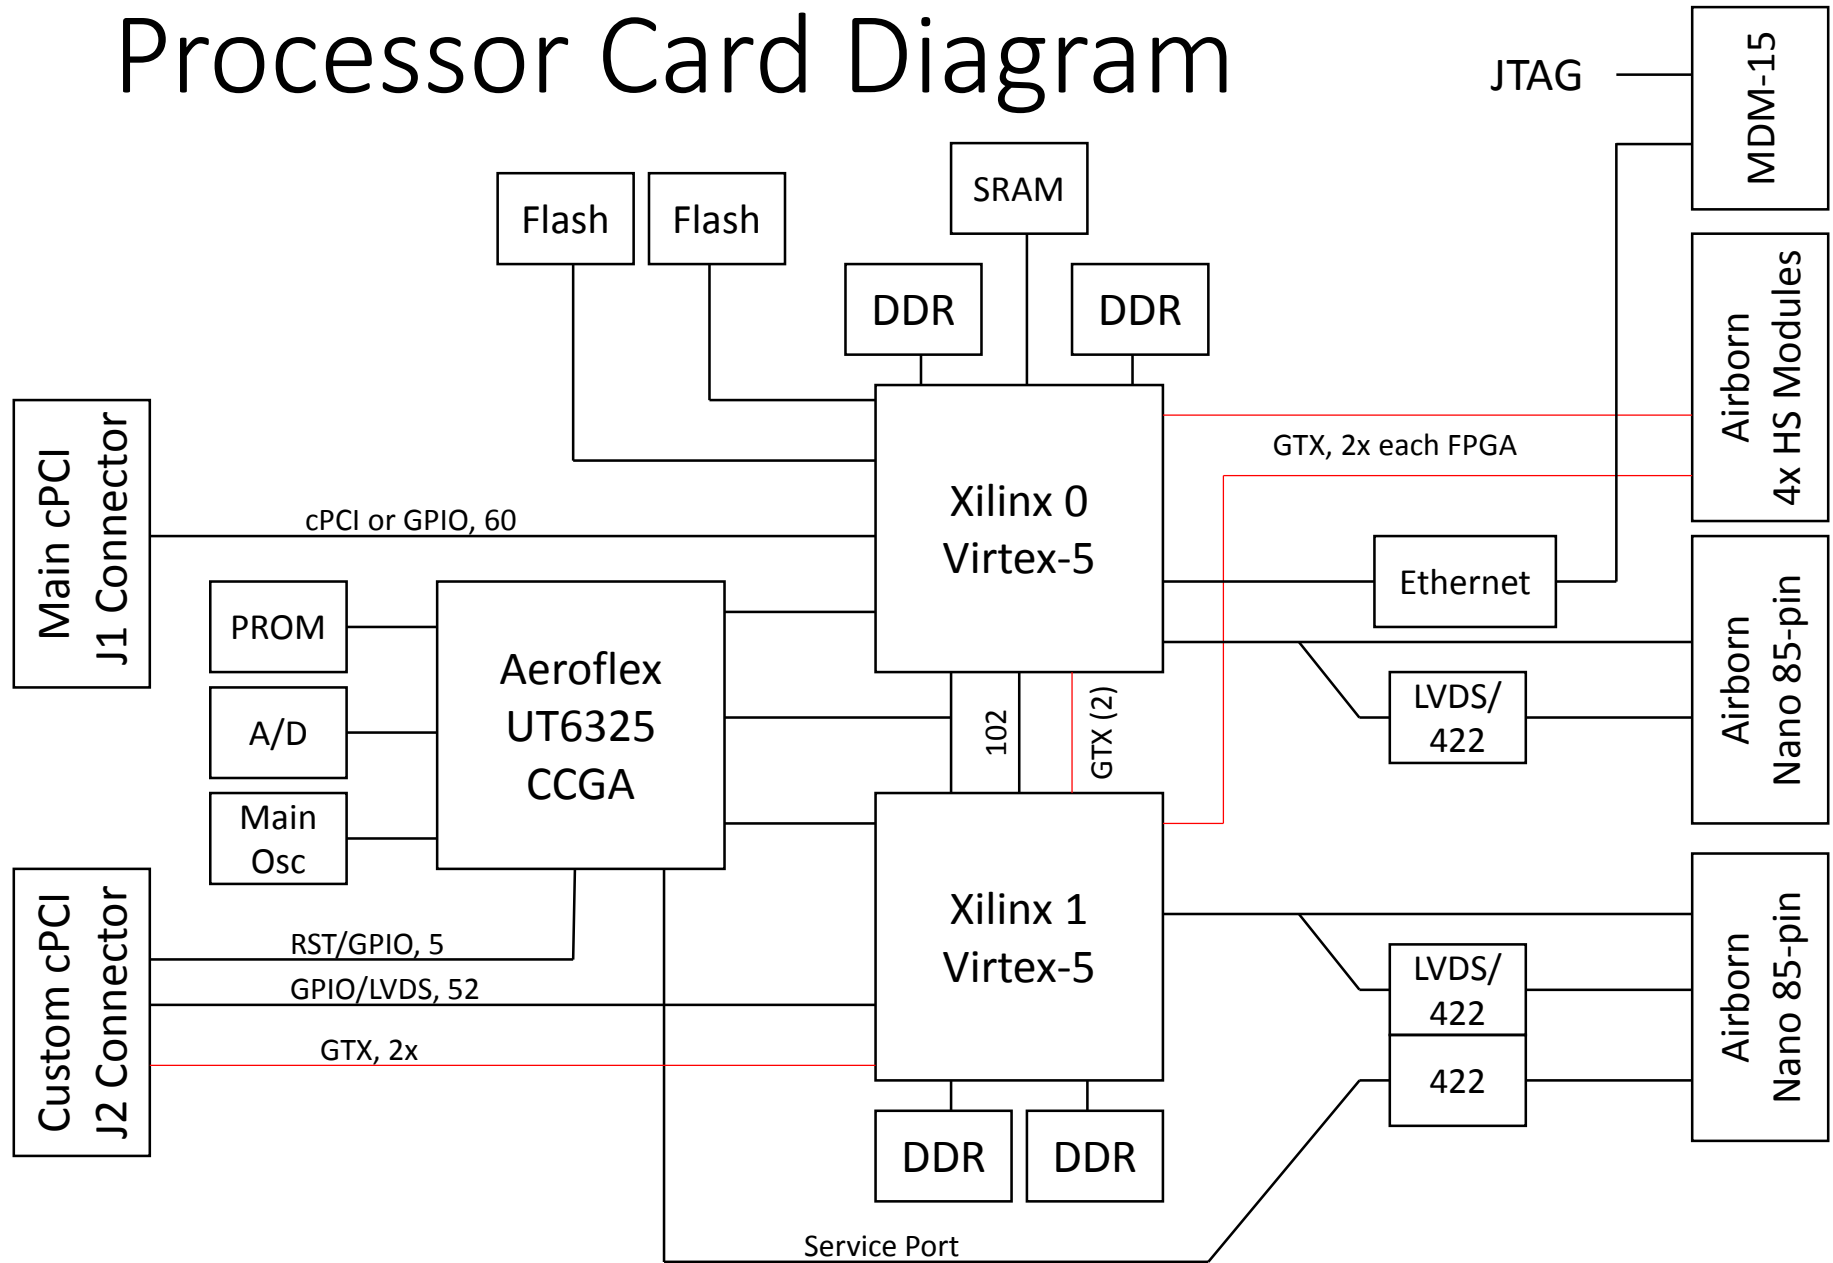 Processor Card Diagram
JTAG
MDM-15
Flash
Flash
SRAM
DDR
DDR
Airborn
4x HS Modules
Main cPCI
J1 Connector
cPCI or GPIO, 60
Xilinx 0
Virtex-5
GTX, 2x each FPGA
Ethernet
PROM
A/D
Main
Osc
Aeroflex
UT6325
CCGA
102
GTX (2)
LVDS/
422
Airborn
Nano 85-pin
Custom cPCI
J2 Connector
RST/GPIO, 5
GPIO/LVDS, 52
GTX, 2x
Xilinx 1
Virtex-5
LVDS/
422
422
Airborn
Nano 85-pin
DDR
DDR
Service Port